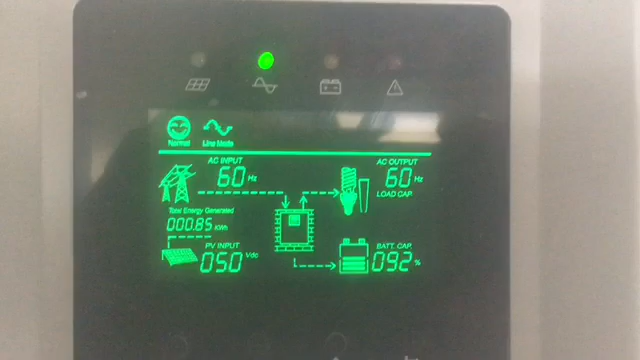 Normal Line Mode
AC INPUT
60 Hz
AC OUTPUT
60 Hz
LOAD CAP.
Total Energy Generated
000.85 KWh
PV INPUT
050 Vdc
BATT. CAP.
092 %